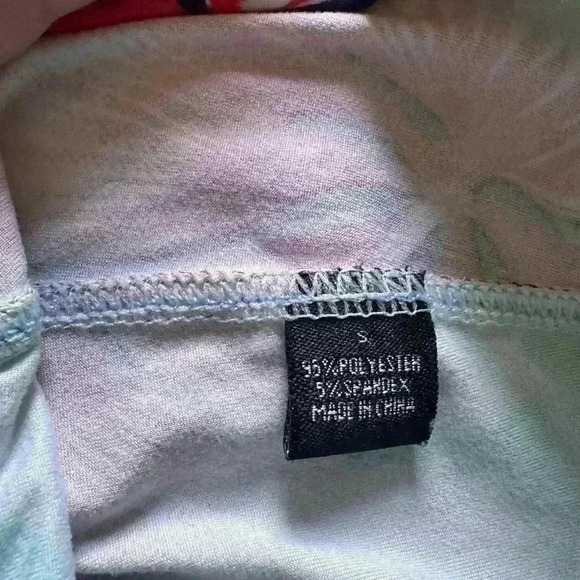 S
95%POLYESTER
5%SPANDEX
MADE IN CHINA